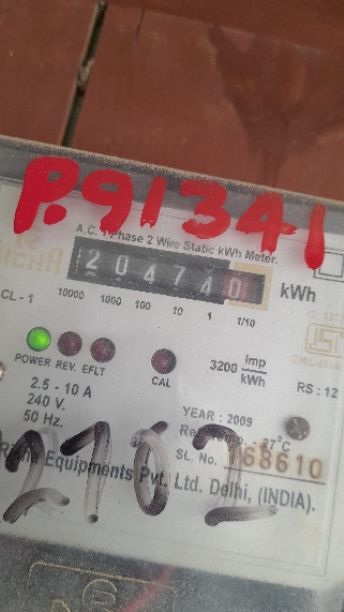 P.91341
A.C. 1 Phase 2 Wire Static kWh Meter.
204740 kWh
CL - 1 10000 1000 100 10 1 1/10
POWER REV. EFLT
CAL
3200 imp/kWh
RS : 12
2.5 - 10 A
240 V.
50 Hz.
YEAR : 2009
27°C
SL. No. 168610
Equipments Pvt. Ltd. Delhi, (INDIA).
2102